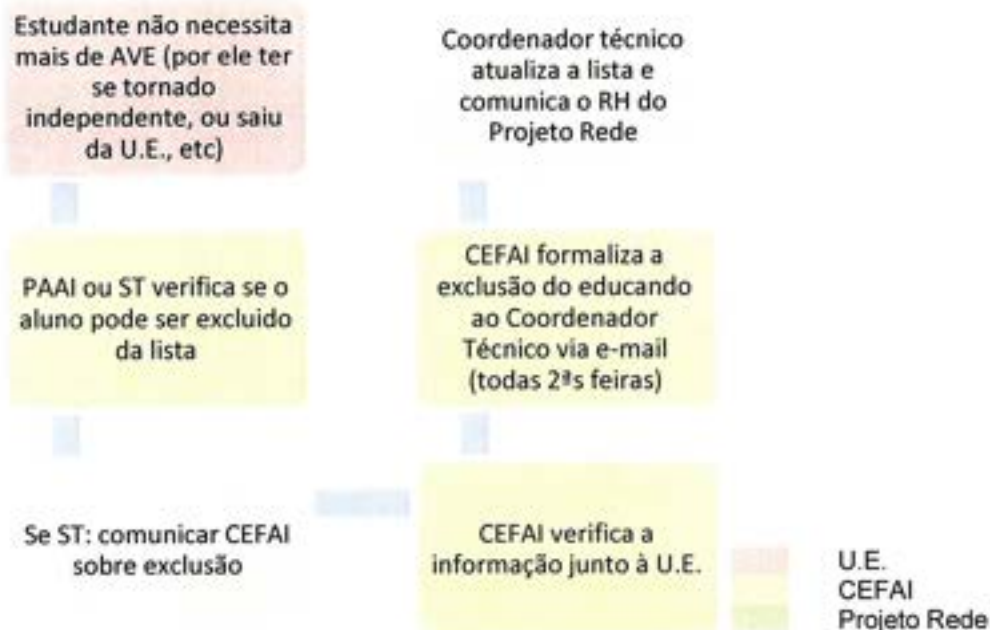 Estudante não necessita
mais de AVE (por ele ter
se tornado
independente, ou saiu
da U.E., etc)
PAAI ou ST verifica se o
aluno pode ser excluido
da lista
Se ST: comunicar CEFAI
sobre exclusão
CEFAI verifica a
informação junto à U.E.
CEFAI formaliza a
exclusão do educando
ao Coordenador
Técnico via e-mail
(todas 2ªs feiras)
Coordenador técnico
atualiza a lista e
comunica o RH do
Projeto Rede
U.E.
CEFAI
Projeto Rede